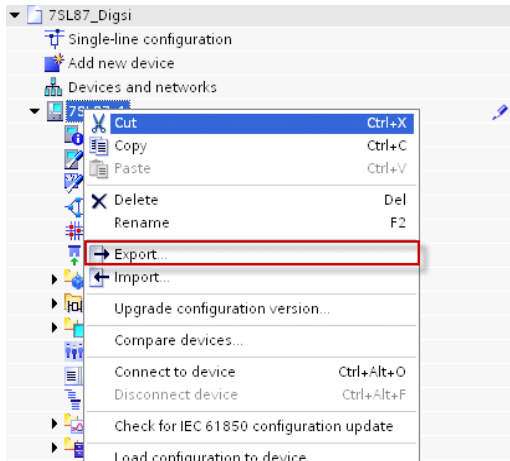 7SL87_Digsi
Single-line configuration
Add new device
Devices and networks
Cut Ctrl+X
Copy Ctrl+C
Paste Ctrl+V
Delete Del
Rename F2
Export...
Import...
Upgrade configuration version...
Compare devices...
Connect to device Ctrl+Alt+O
Disconnect device Ctrl+Alt+F
Check for IEC 61850 configuration update
Load configuration to device